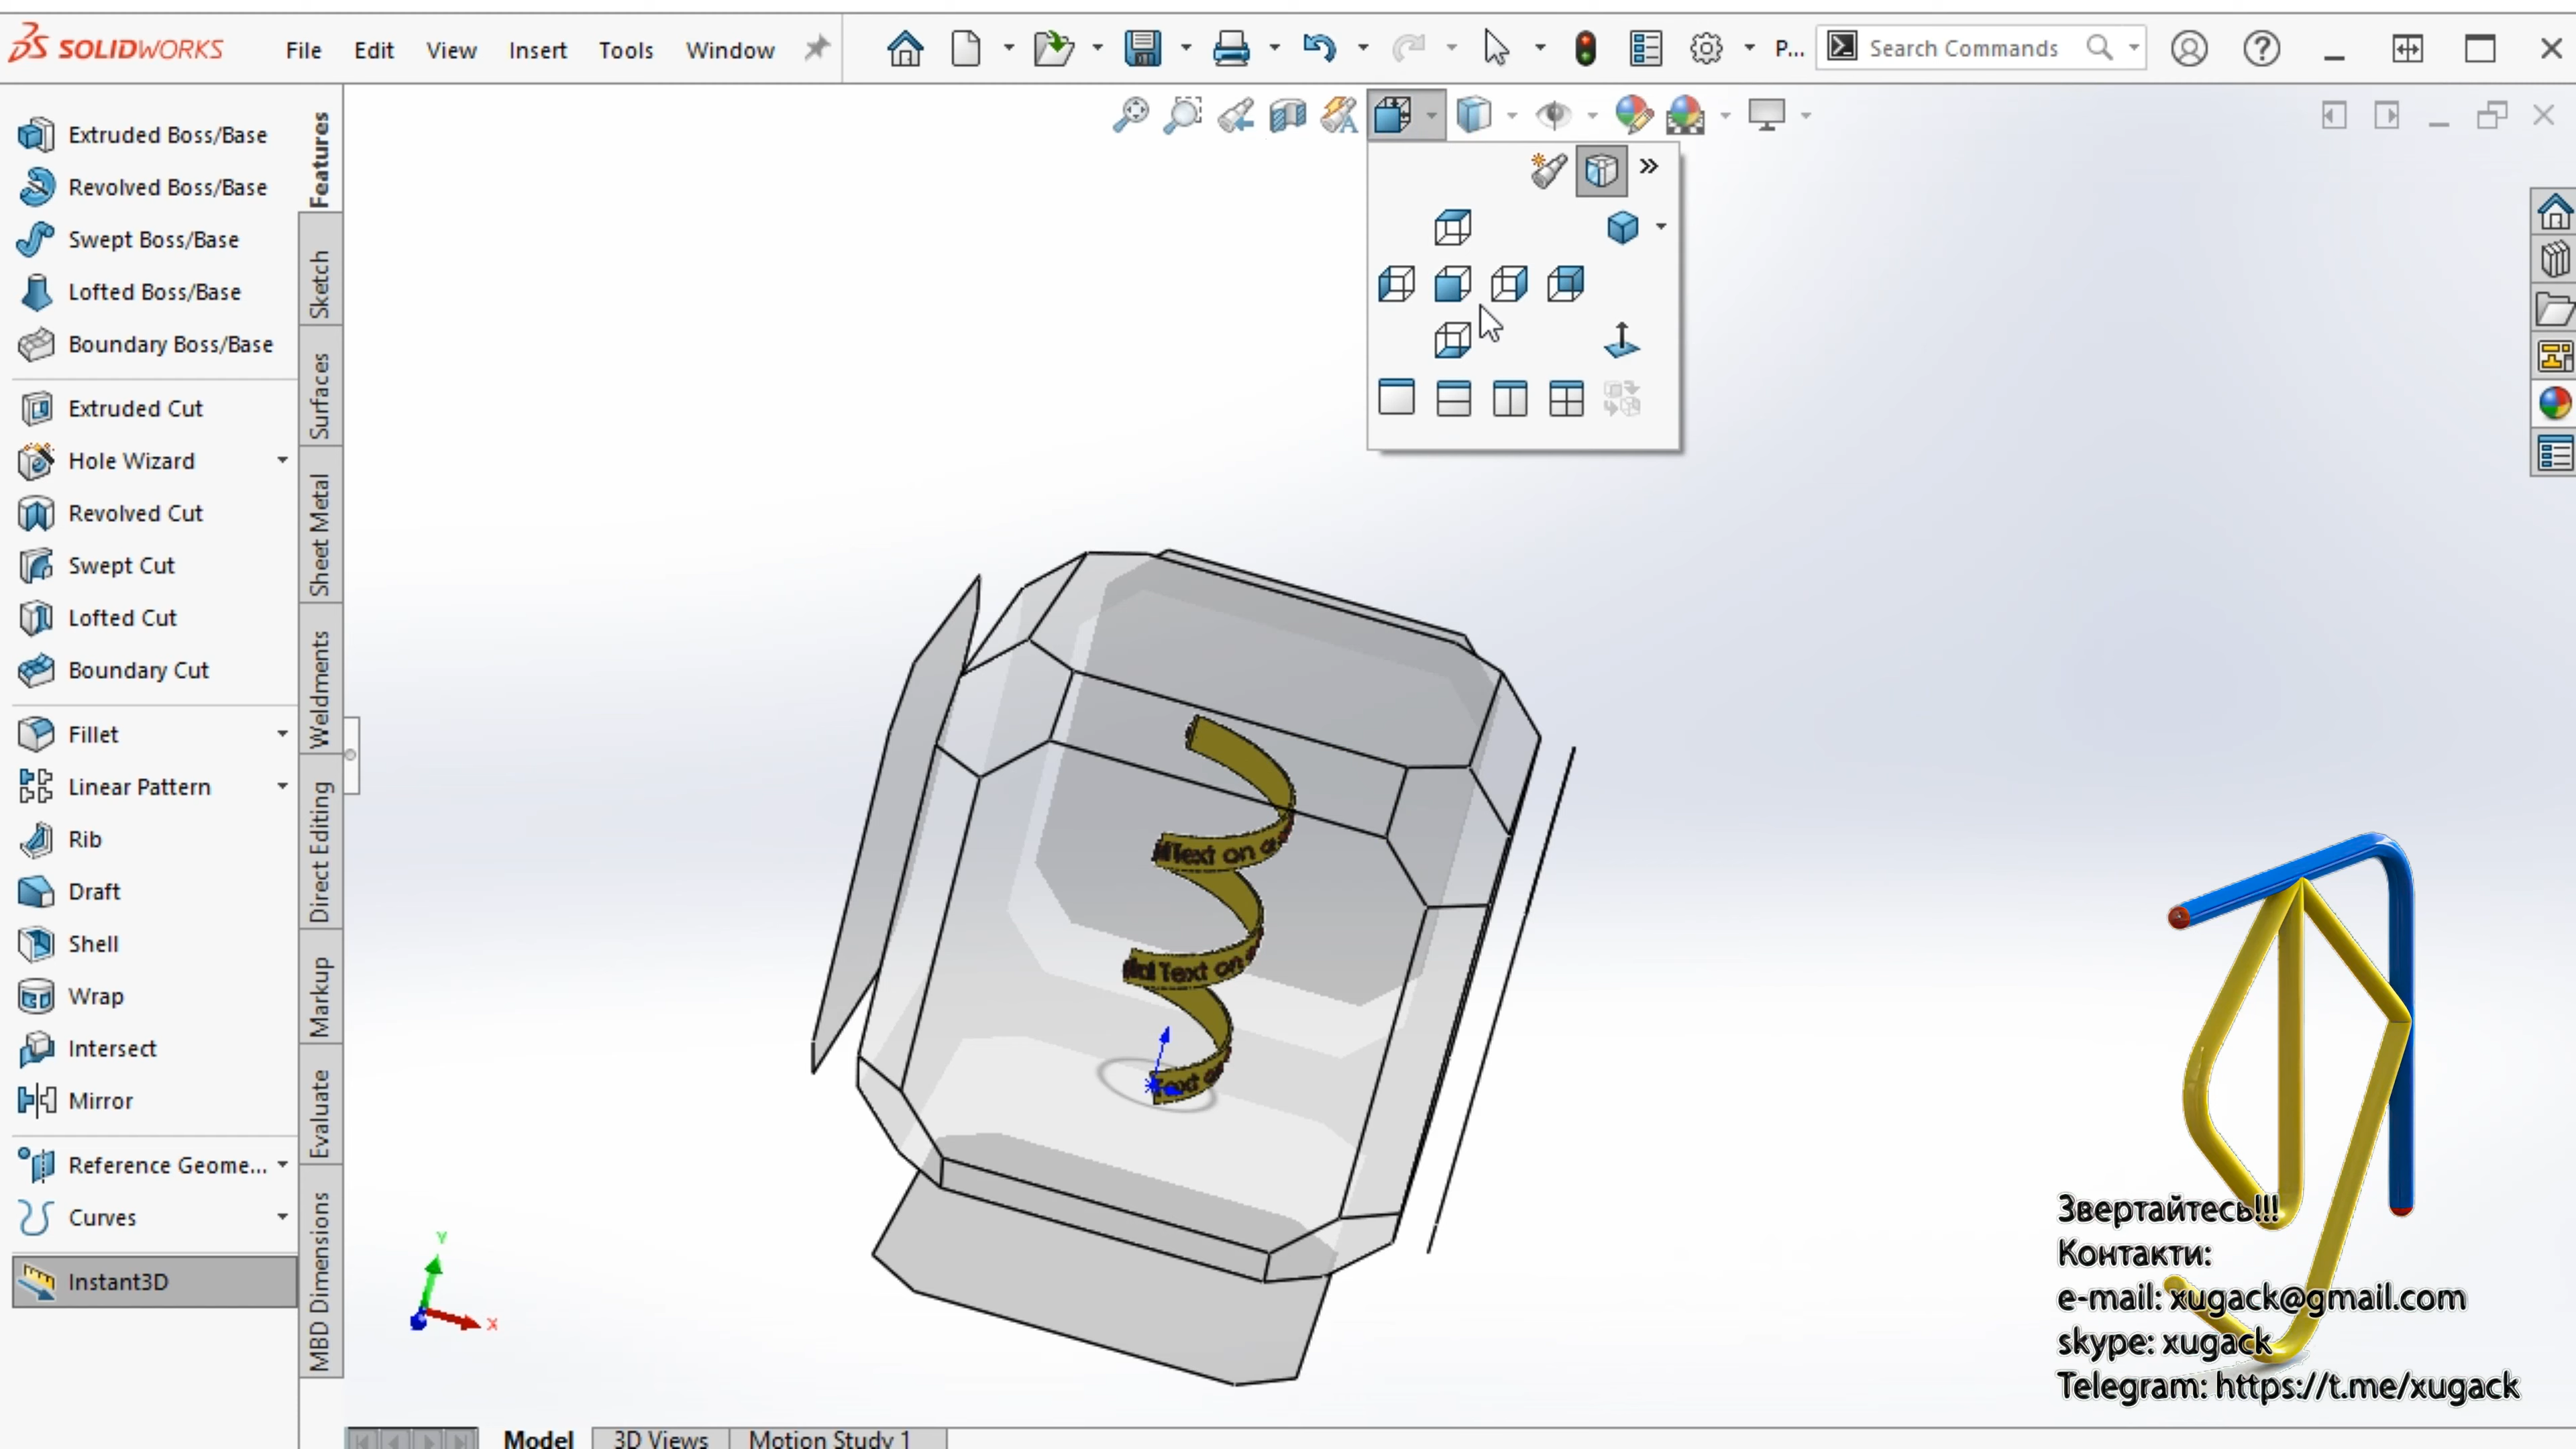 SOLIDWORKS File Edit View Insert Tools Window P... Search Commands
Extruded Boss/Base
Revolved Boss/Base
Swept Boss/Base
Lofted Boss/Base
Boundary Boss/Base
Extruded Cut
Hole Wizard
Revolved Cut
Swept Cut
Lofted Cut
Boundary Cut
Fillet
Linear Pattern
Rib
Draft
Shell
Wrap
Intersect
Mirror
Reference Geome...
Curves
Instant3D
Features
Sketch
Surfaces
Sheet Metal
Weldments
Direct Editing
Markup
Evaluate
MBD Dimensions
Text on a
Text on
Text on
Y
X
Звертайтесь!!!
Контакти:
e-mail: xugack@gmail.com
skype: xugack
Telegram: https://t.me/xugack
Model 3D Views Motion Study 1